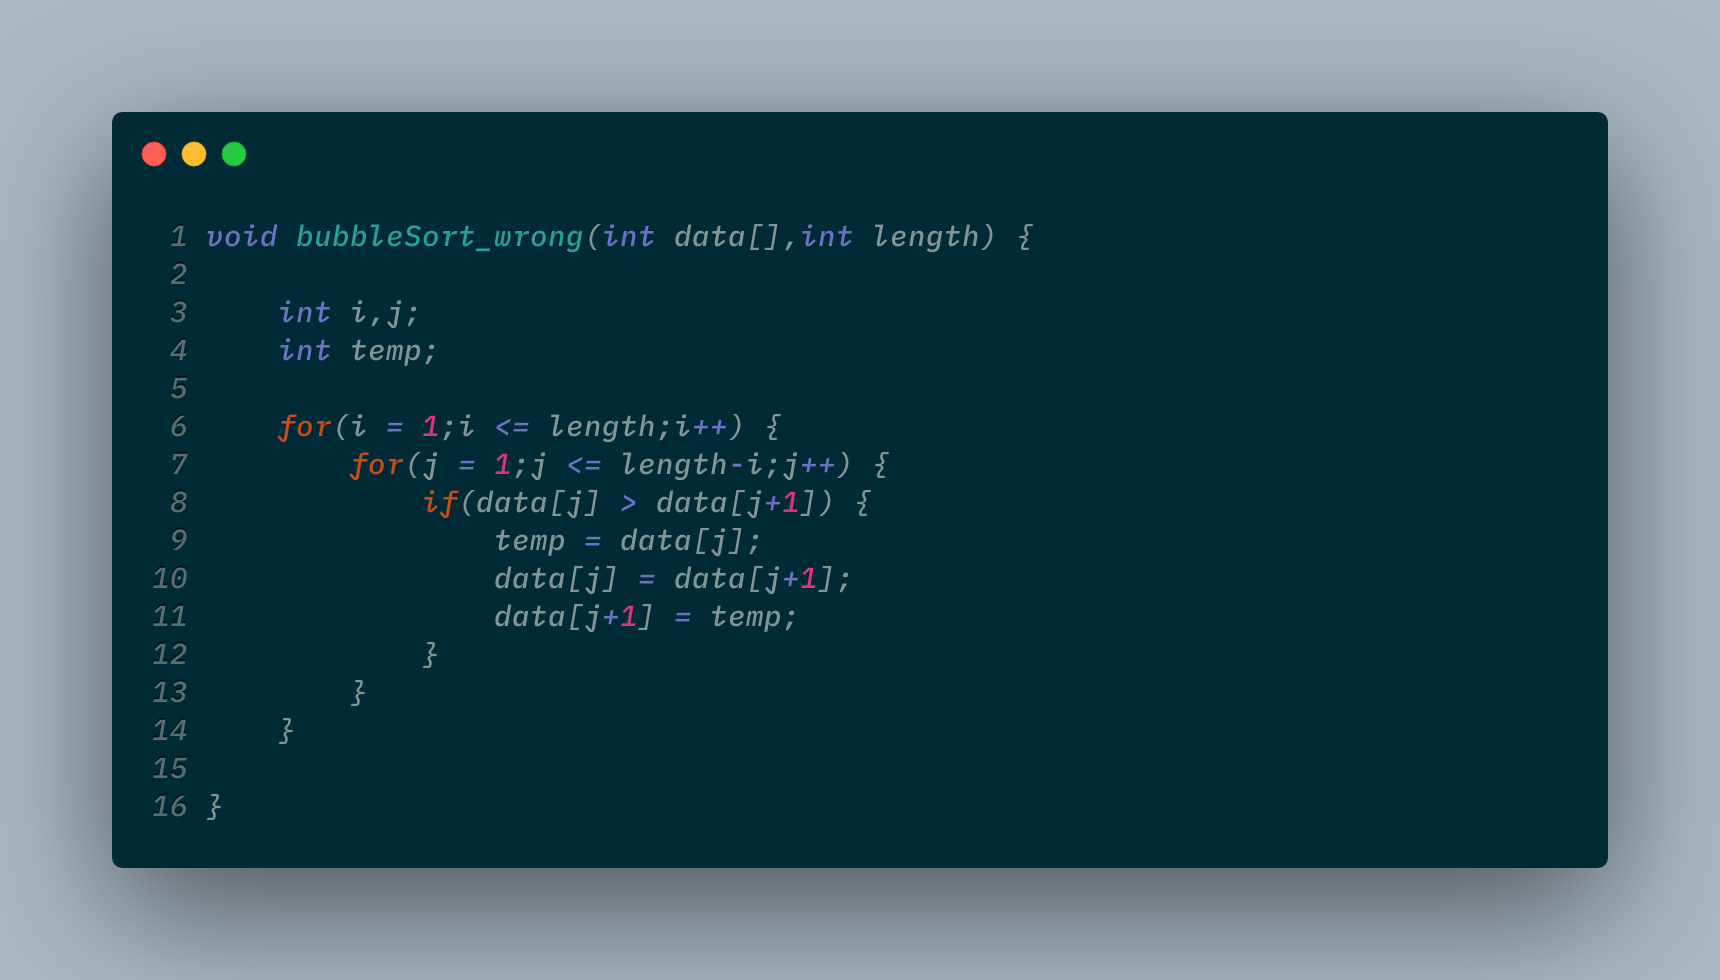 1 void bubbleSort_wrong(int data[],int length) {
2
3     int i,j;
4     int temp;
5
6     for(i = 1;i <= length;i++) {
7         for(j = 1;j <= length-i;j++) {
8             if(data[j] > data[j+1]) {
9                 temp = data[j];
10                 data[j] = data[j+1];
11                 data[j+1] = temp;
12             }
13         }
14     }
15
16 }